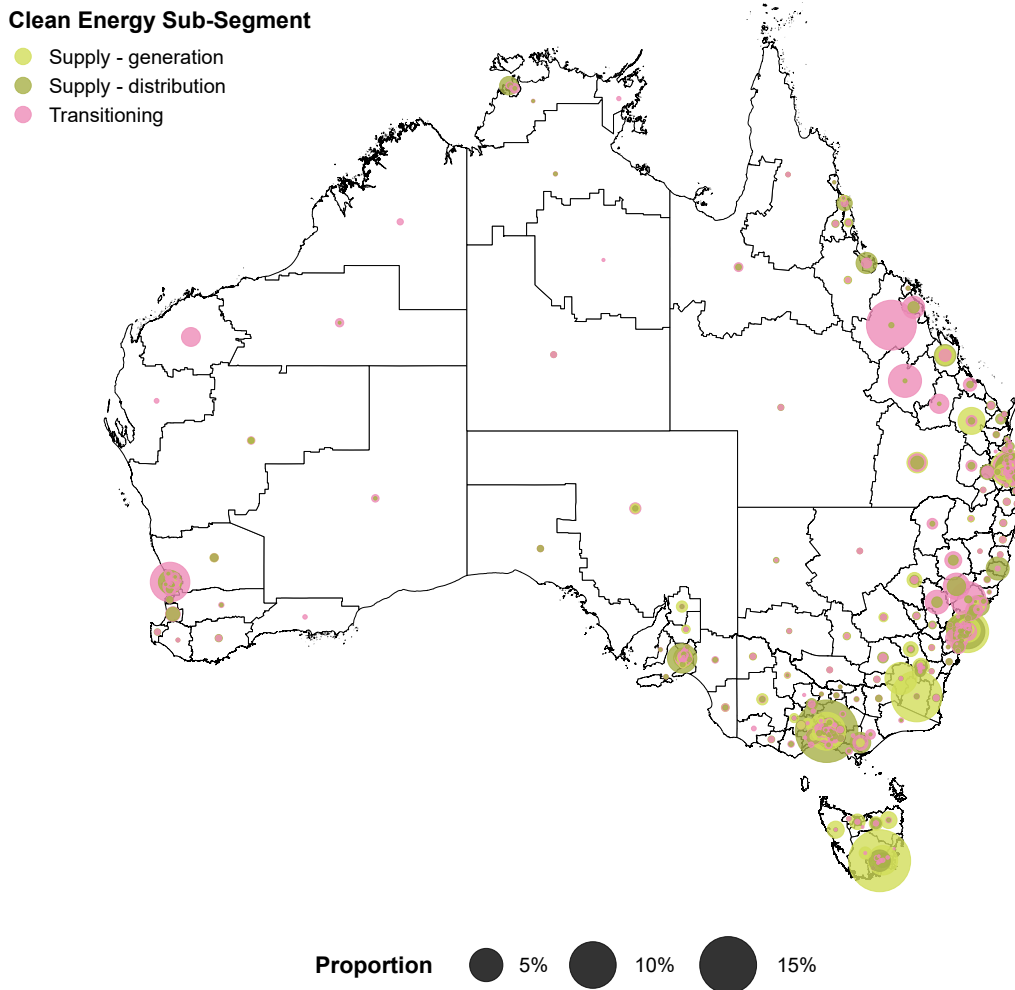 Clean Energy Sub-Segment
Supply - generation
Supply - distribution
Transitioning
Proportion 5% 10% 15%